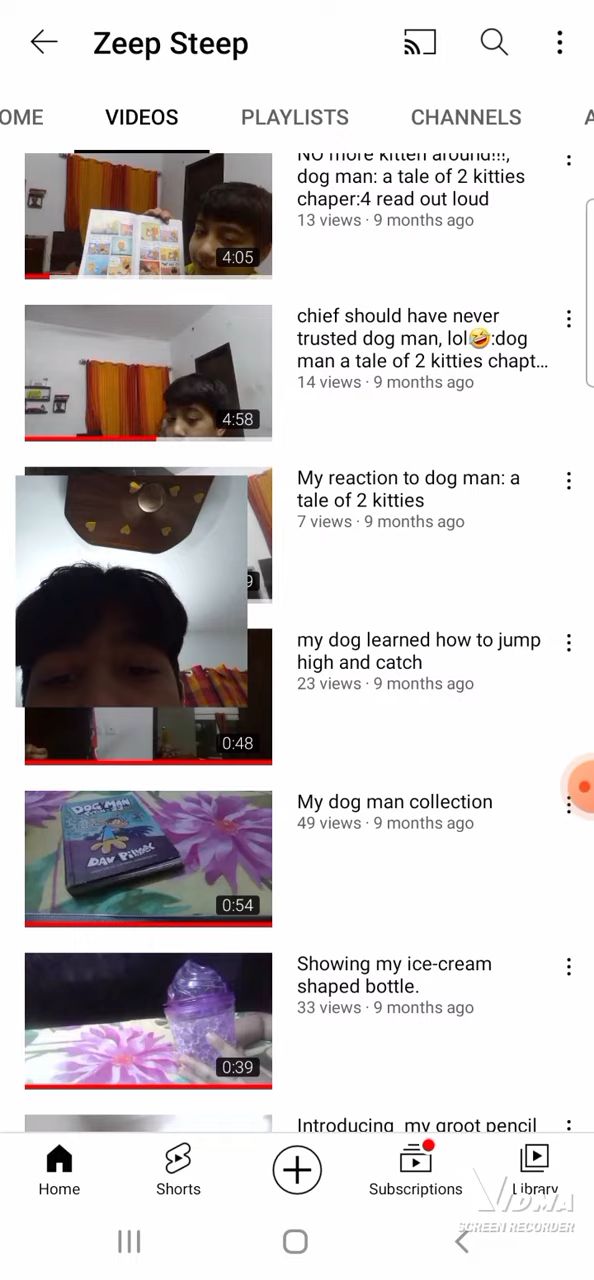 Zeep Steep
OME VIDEOS PLAYLISTS CHANNELS A
NO more kitten around!!!,
dog man: a tale of 2 kitties
chaper:4 read out loud
13 views · 9 months ago
4:05
chief should have never
trusted dog man, lol🤣:dog
man a tale of 2 kitties chapt...
14 views · 9 months ago
4:58
My reaction to dog man: a
tale of 2 kitties
7 views · 9 months ago
9
my dog learned how to jump
high and catch
23 views · 9 months ago
0:48
My dog man collection
49 views · 9 months ago
DOG MAN
DAV PILKEY
0:54
Showing my ice-cream
shaped bottle.
33 views · 9 months ago
0:39
Introducing my groot pencil
Home Shorts Subscriptions Library
VIDMA
SCREEN RECORDER